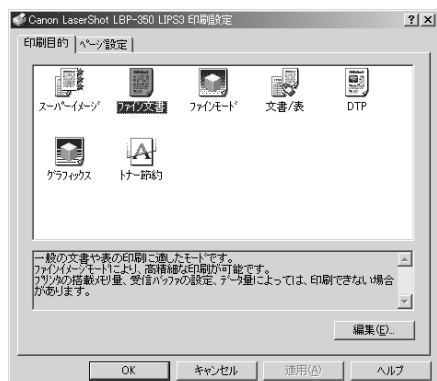 Canon LaserShot LBP-350 LIPS3 印刷設定
印刷目的 ページ設定
スーパーイメージ ファイン文書 ファインモード 文書/表 DTP
グラフィックス トナー節約
一般の文書や表の印刷に適したモードです。
ファインイメージモードにより、高精細な印刷が可能です。
プリンタの搭載メモリ量、受信バッファの設定、データ量によっては、印刷できない場合
があります。
編集(E)...
OK キャンセル 適用(A) ヘルプ